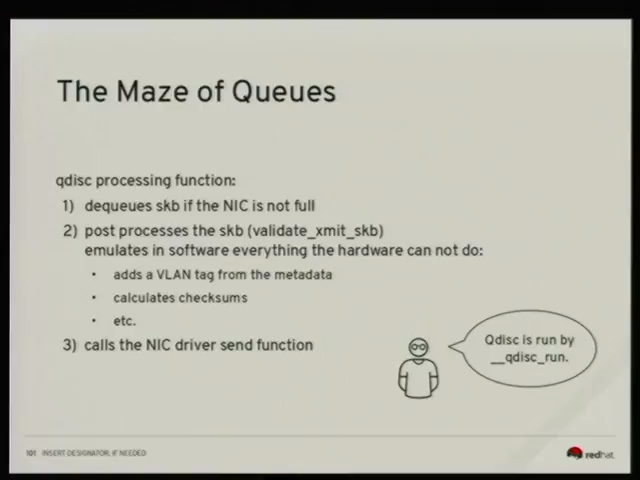 The Maze of Queues
qdisc processing function:
1) dequeues skb if the NIC is not full
2) post processes the skb (validate_xmit_skb)
emulates in software everything the hardware can not do:
• adds a VLAN tag from the metadata
• calculates checksums
• etc.
3) calls the NIC driver send function
Qdisc is run by
__qdisc_run.
101 INSERT DESIGNATOR, IF NEEDED
redhat